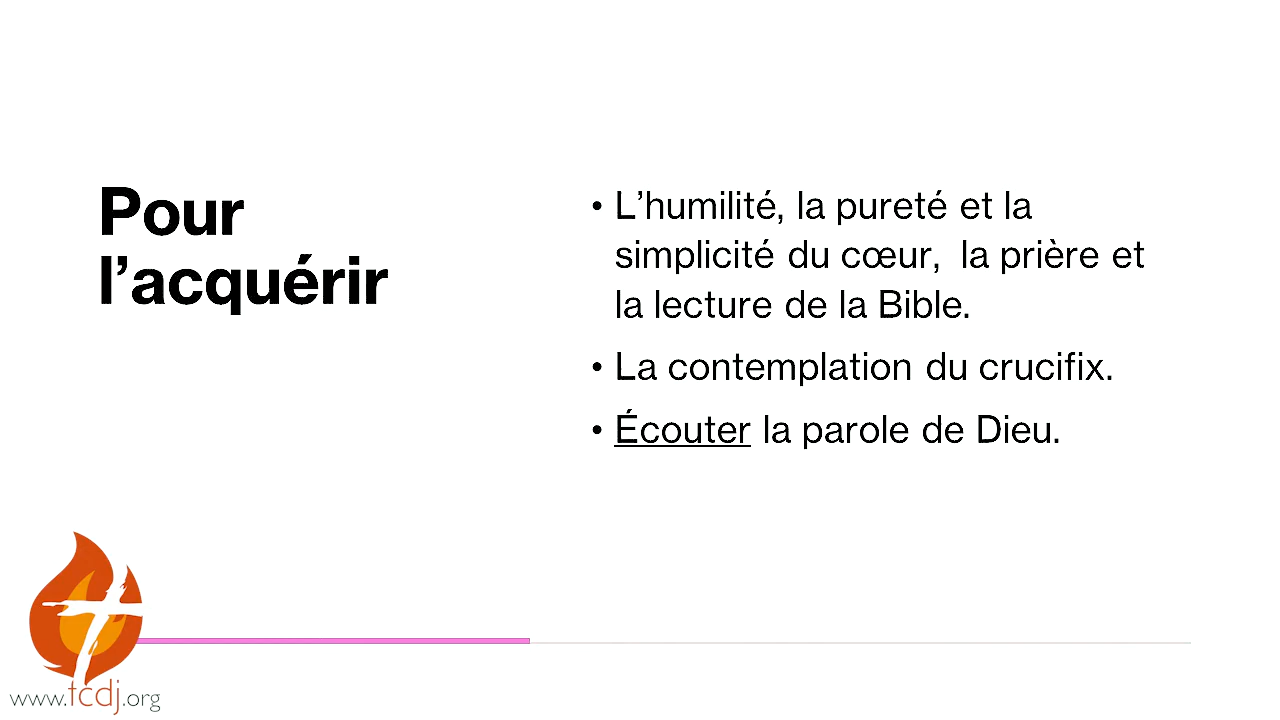 Pour
l’acquérir
• L’humilité, la pureté et la
simplicité du cœur, la prière et
la lecture de la Bible.
• La contemplation du crucifix.
• Écouter la parole de Dieu.
www.tcdj.org